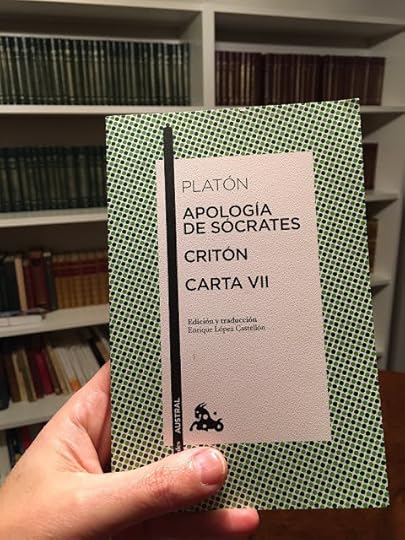 PLATÓN
APOLOGÍA
DE SÓCRATES
CRITÓN
CARTA VII
Edición y traducción
Enrique López Castellón
AUSTRAL